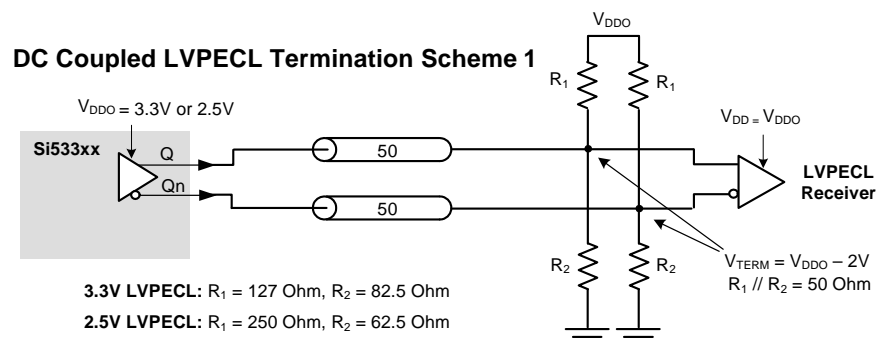 DC Coupled LVPECL Termination Scheme 1
VDDO
R1
R1
VDDO = 3.3V or 2.5V
VDD = VDDO
Si533xx
Q
50
LVPECL
Receiver
Qn
50
R2
R2
VTERM = VDDO – 2V
R1 // R2 = 50 Ohm
3.3V LVPECL: R1 = 127 Ohm, R2 = 82.5 Ohm
2.5V LVPECL: R1 = 250 Ohm, R2 = 62.5 Ohm